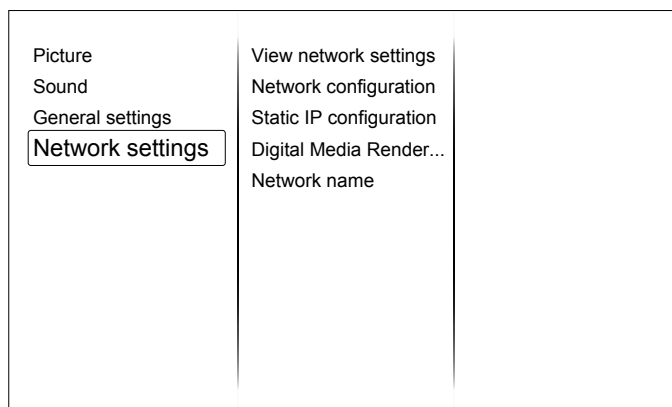 Picture
Sound
General settings
Network settings
View network settings
Network configuration
Static IP configuration
Digital Media Render...
Network name